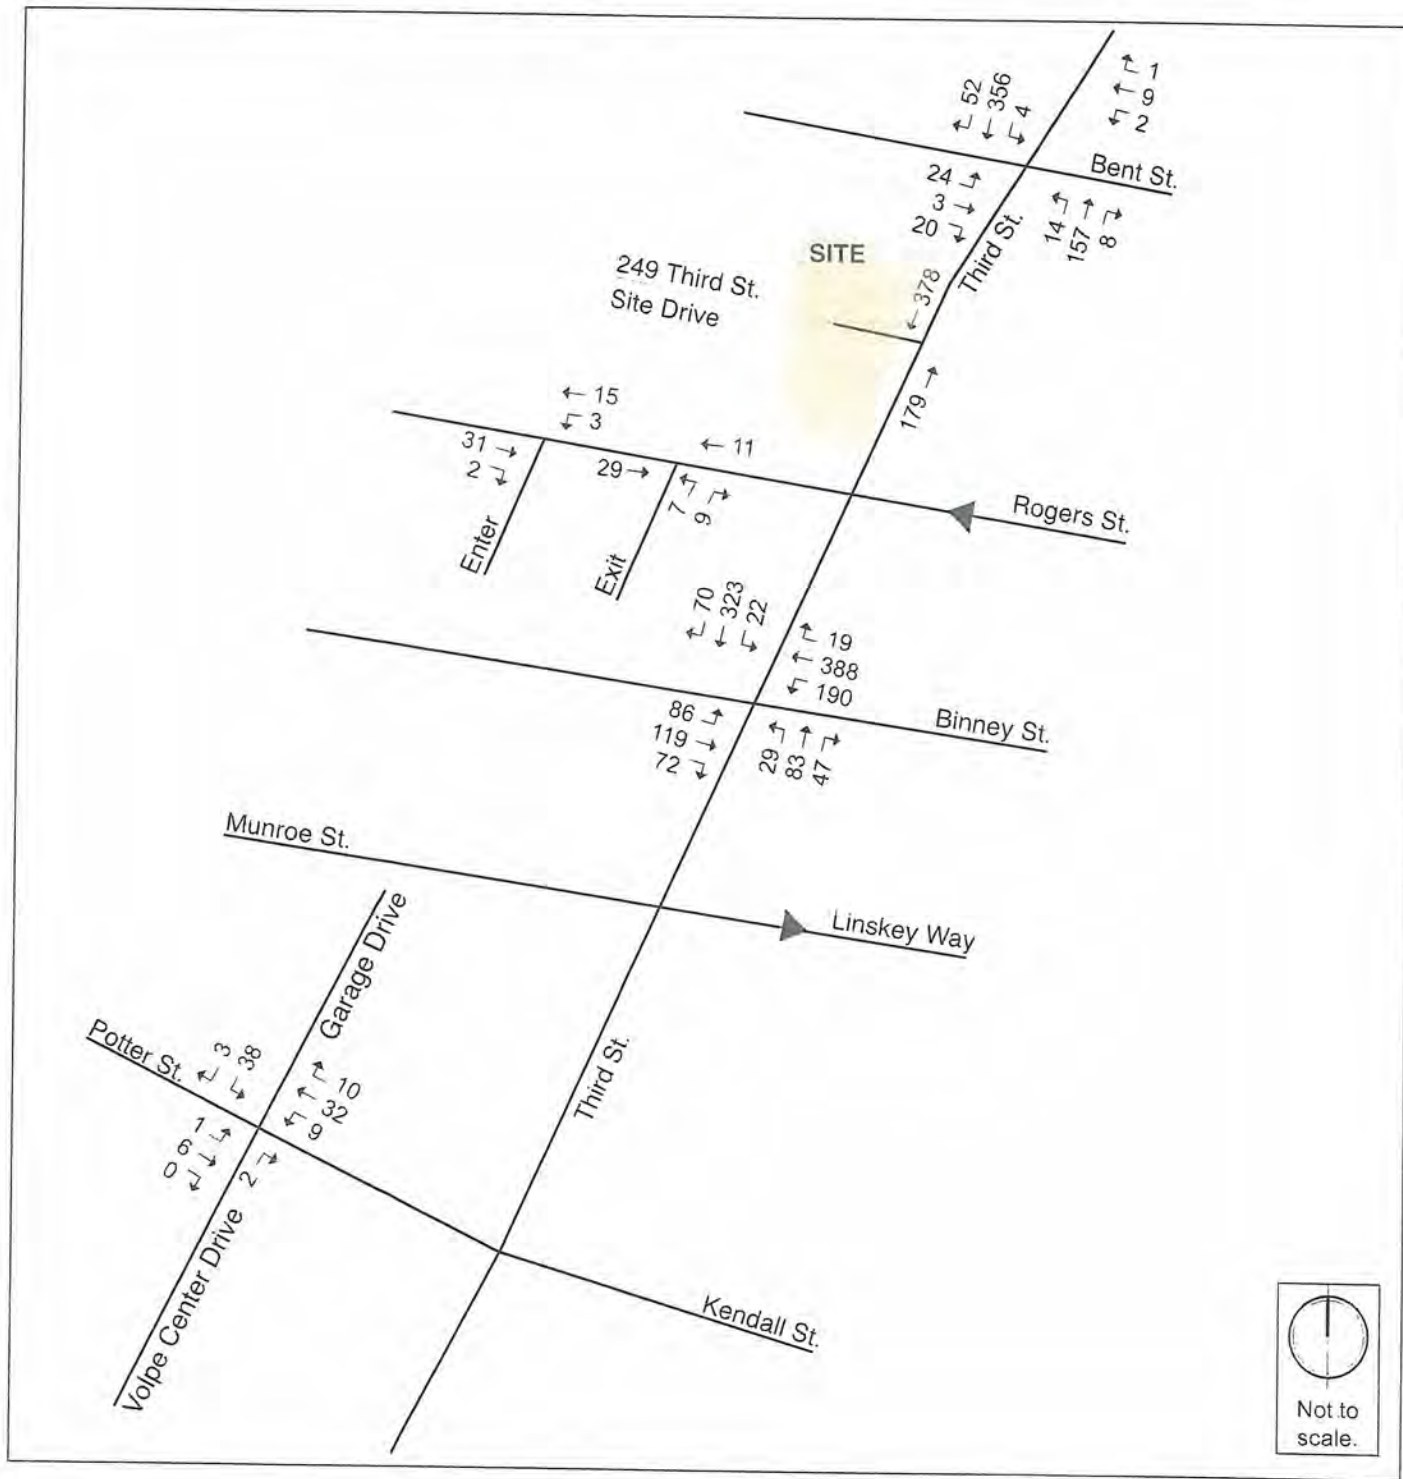 52
356
4
1
9
2
Bent St.
24
3
20
14
157
8
Third St.
SITE
249 Third St.
Site Drive
378
179
15
3
31
2
29
11
7
9
Enter
Exit
Rogers St.
70
323
22
19
388
190
86
119
72
29
83
47
Binney St.
Munroe St.
Linskey Way
Garage Drive
Potter St.
3
38
10
32
9
1
6
0
2
Third St.
Volpe Center Drive
Kendall St.
Not to
scale.